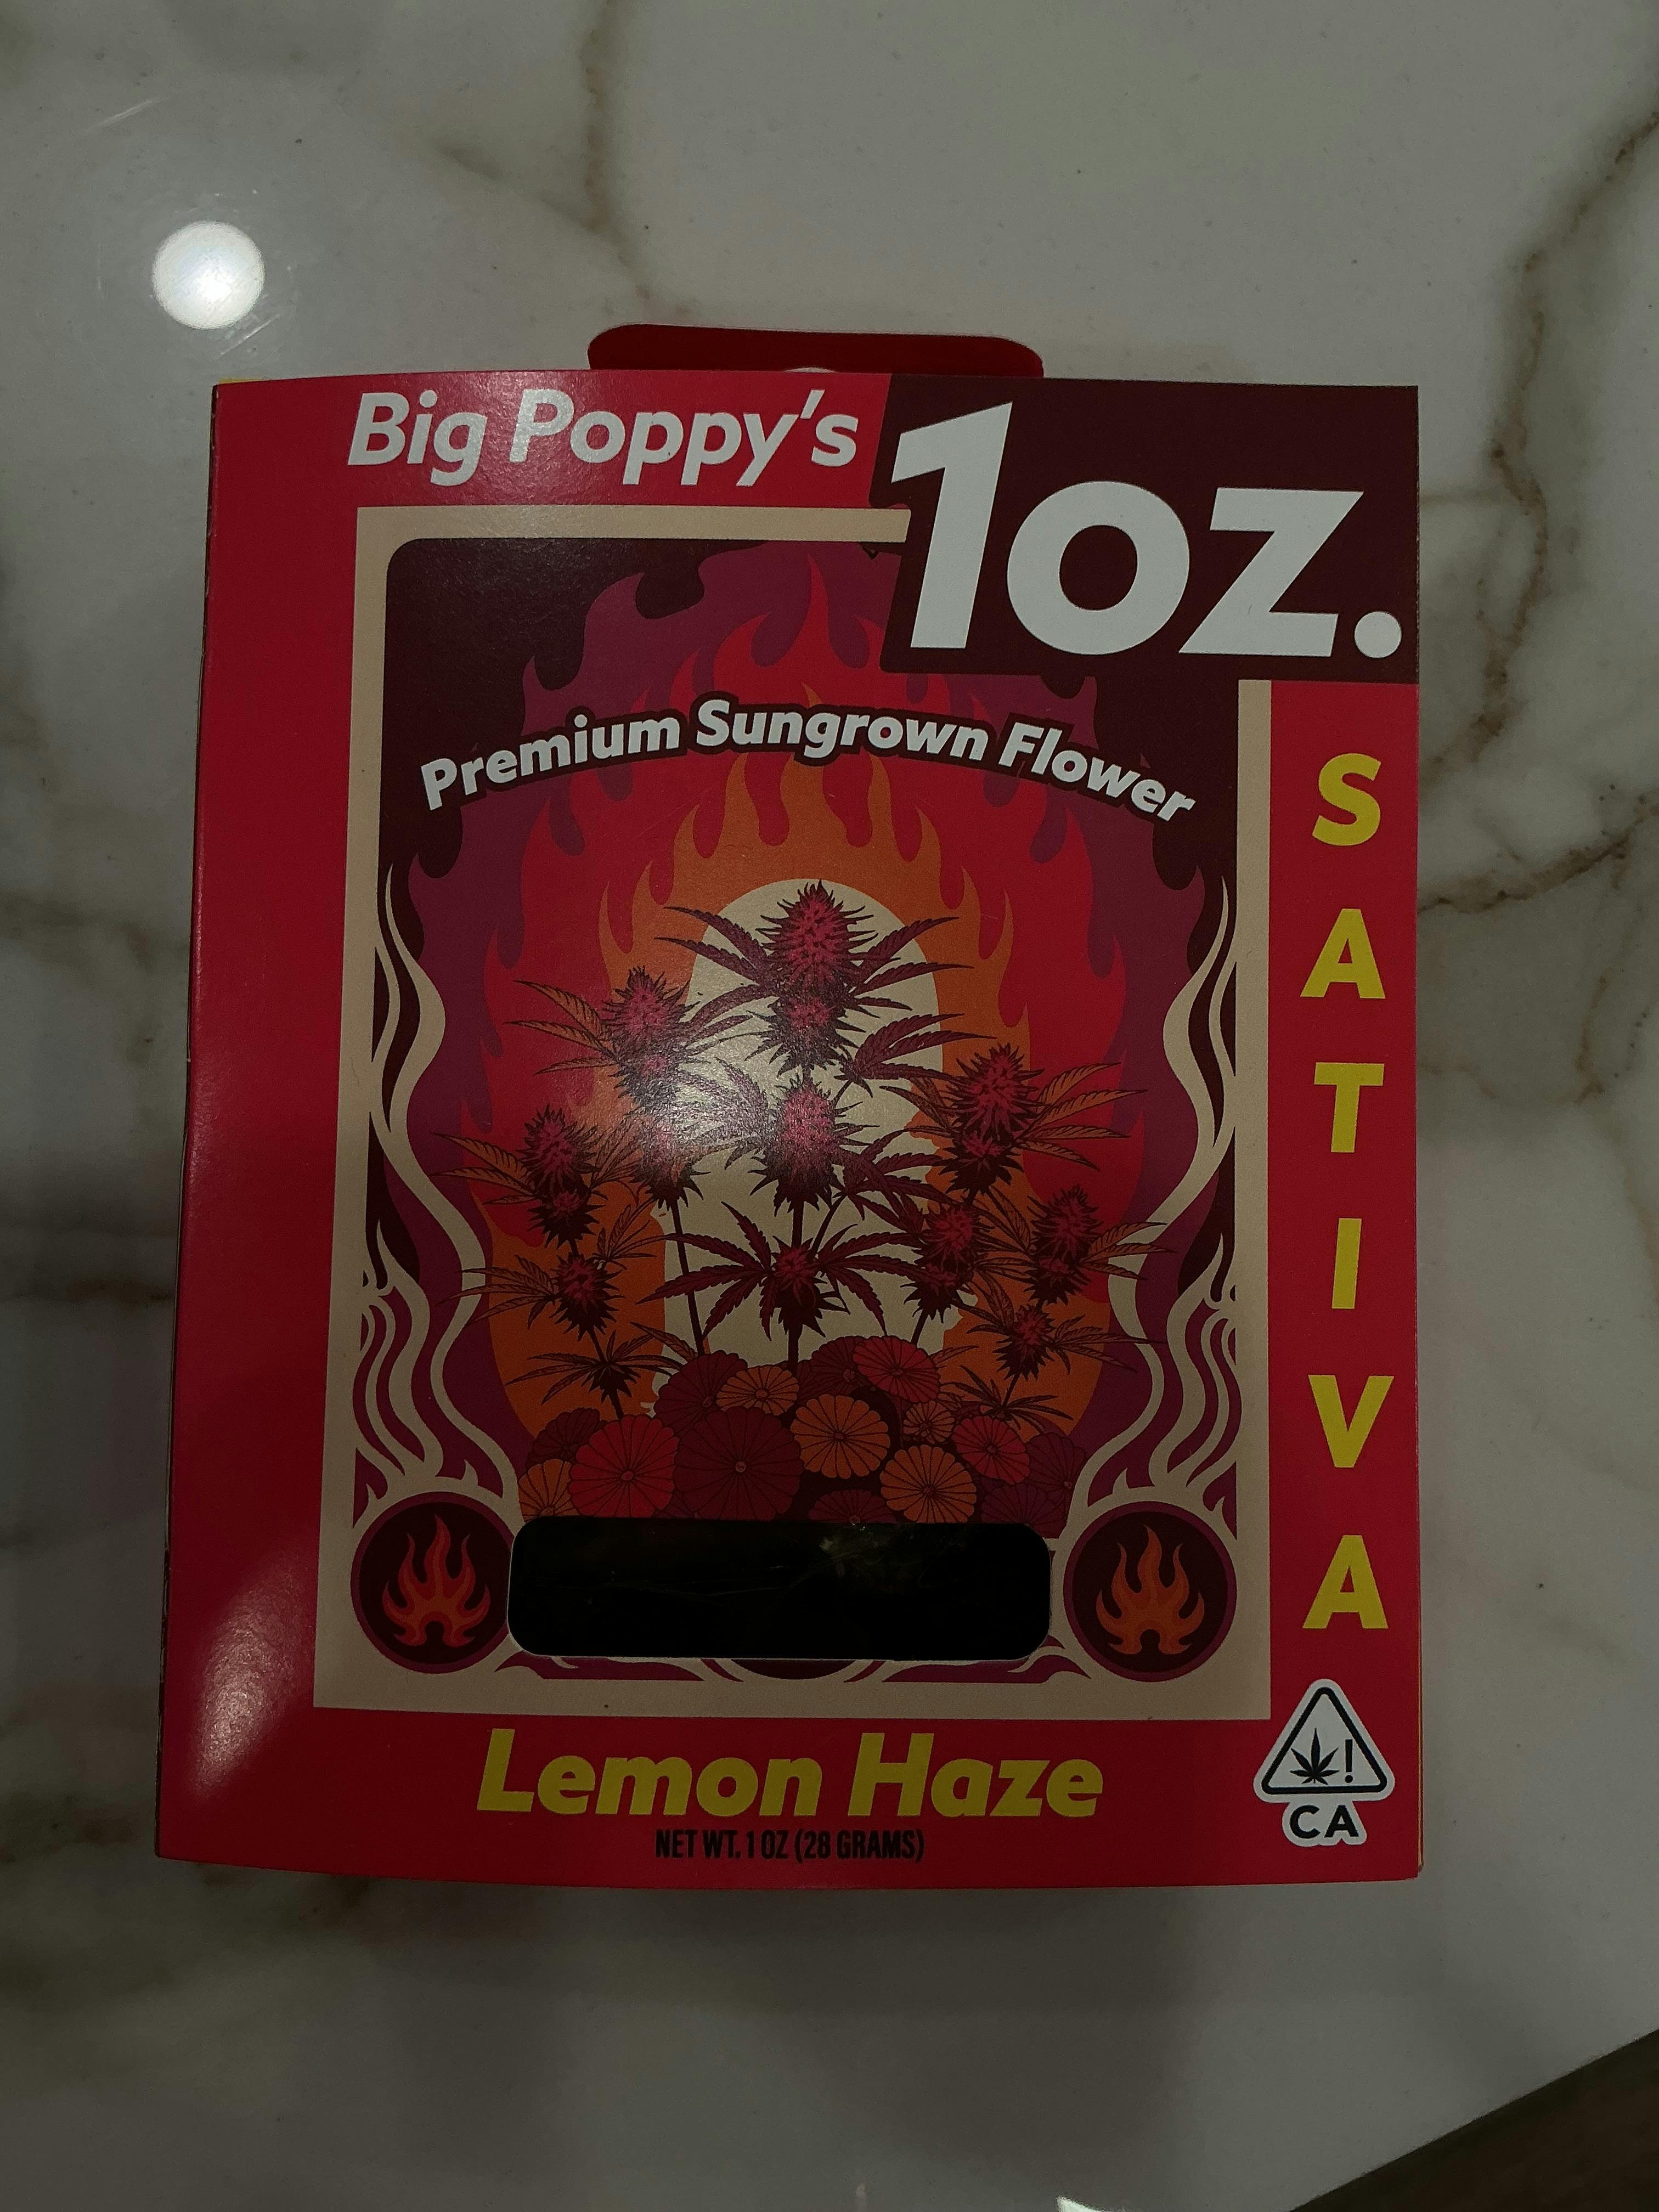 Big Poppy's
1oz.
Premium Sungrown Flower
SATIVA
Lemon Haze
NET WT. 1 OZ (28 GRAMS)
!
CA